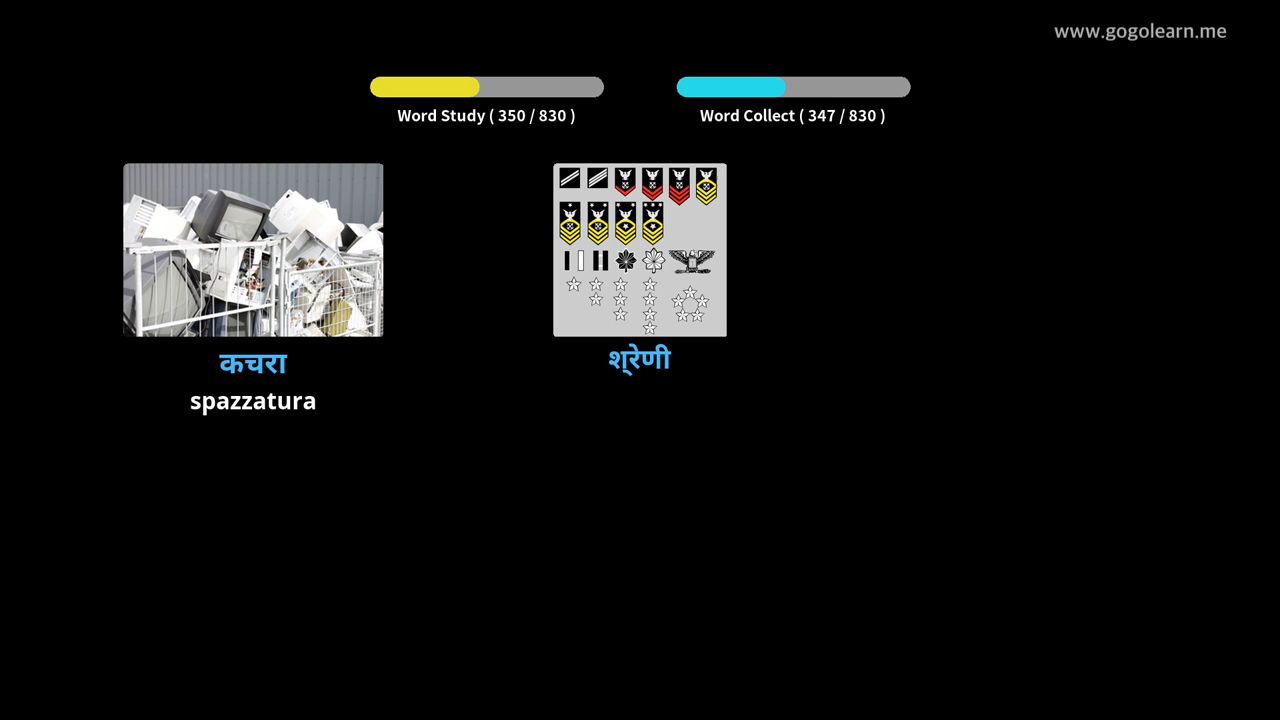 www.gogolearn.me
Word Study ( 350 / 830 )
Word Collect ( 347 / 830 )
कचरा
spazzatura
श्रेणी